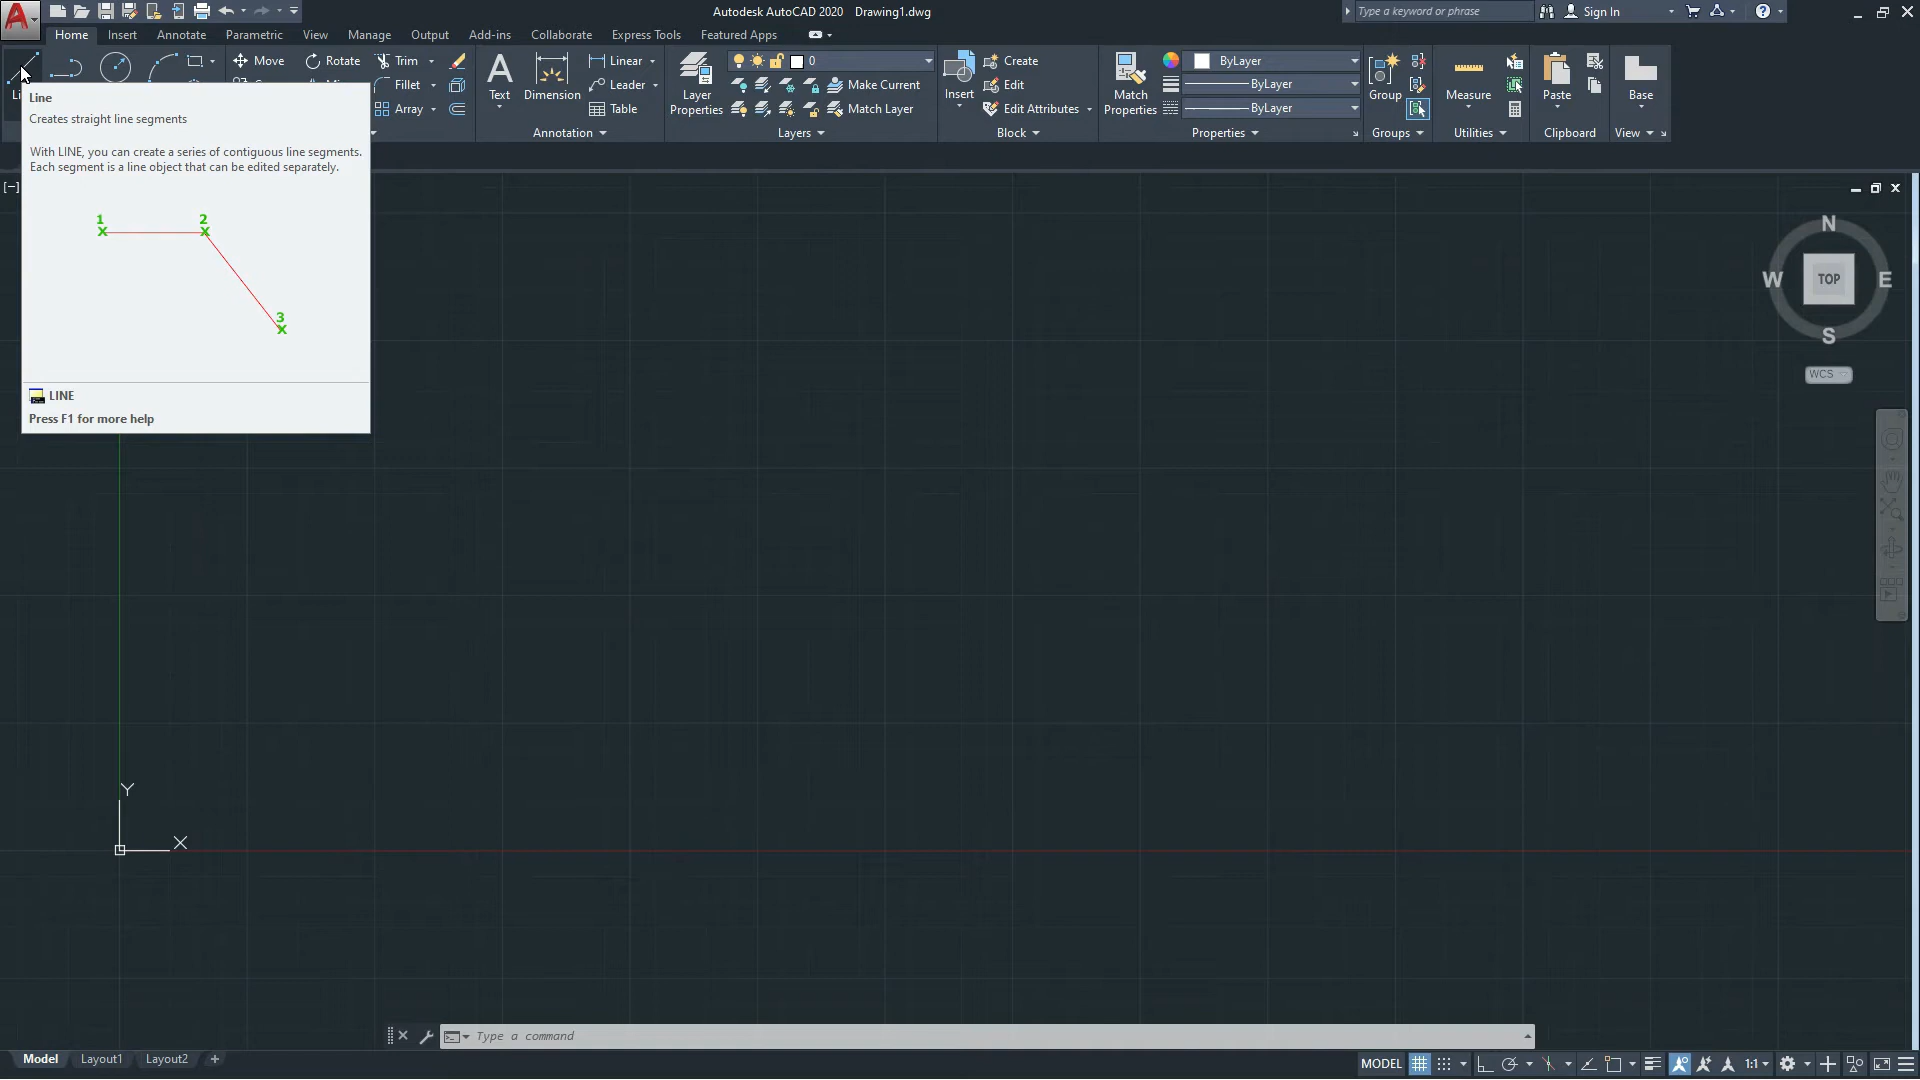 Autodesk AutoCAD 2020 Drawing1.dwg
Type a keyword or phrase
Sign In
Home Insert Annotate Parametric View Manage Output Add-ins Collaborate Express Tools Featured Apps
Move Rotate Trim
Fillet
Array
Text
Dimension
Linear
Leader
Table
Annotation
Layer
Properties
0
Make Current
Match Layer
Layers
Insert
Create
Edit
Edit Attributes
Block
Match
Properties
ByLayer
ByLayer
ByLayer
Properties
Group
Groups
Measure
Utilities
Paste
Clipboard
Base
View
Line
Creates straight line segments
With LINE, you can create a series of contiguous line segments.
Each segment is a line object that can be edited separately.
1 2
3
LINE
Press F1 for more help
[−]
N
W TOP E
S
WCS
Y
X
Type a command
Model Layout1 Layout2 +
MODEL
1:1